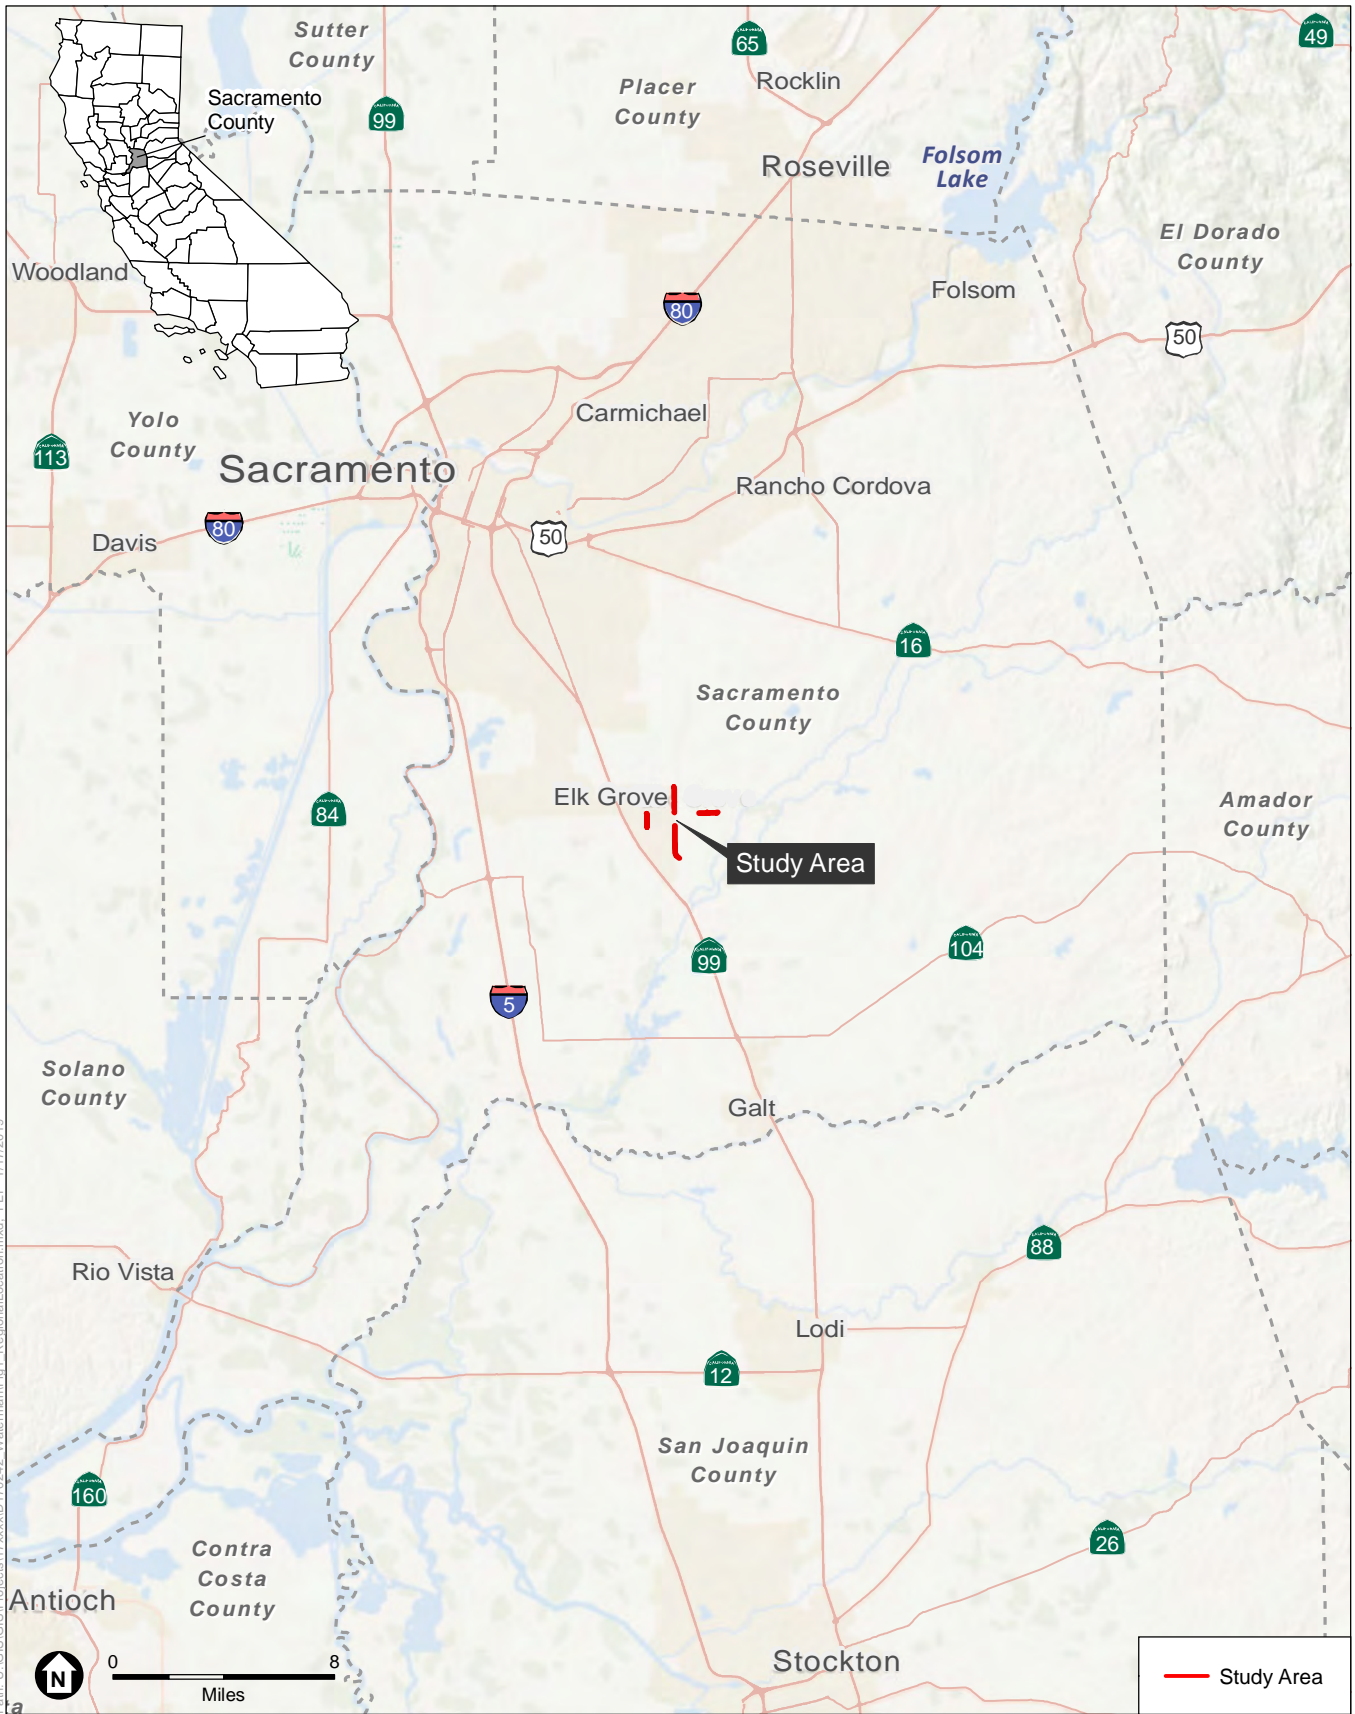 Sutter
County
65
49
Placer
County
Rocklin
Sacramento
County
99
Roseville
Folsom
Lake
El Dorado
County
Woodland
Folsom
80
50
Yolo
County
Carmichael
113
Sacramento
Rancho Cordova
80
50
Davis
16
Sacramento
County
Elk Grove
84
Amador
County
Study Area
99
104
5
Solano
County
Galt
88
Rio Vista
Lodi
12
San Joaquin
County
160
26
Contra
Costa
County
Antioch
N
0
8
Miles
Stockton
Study Area